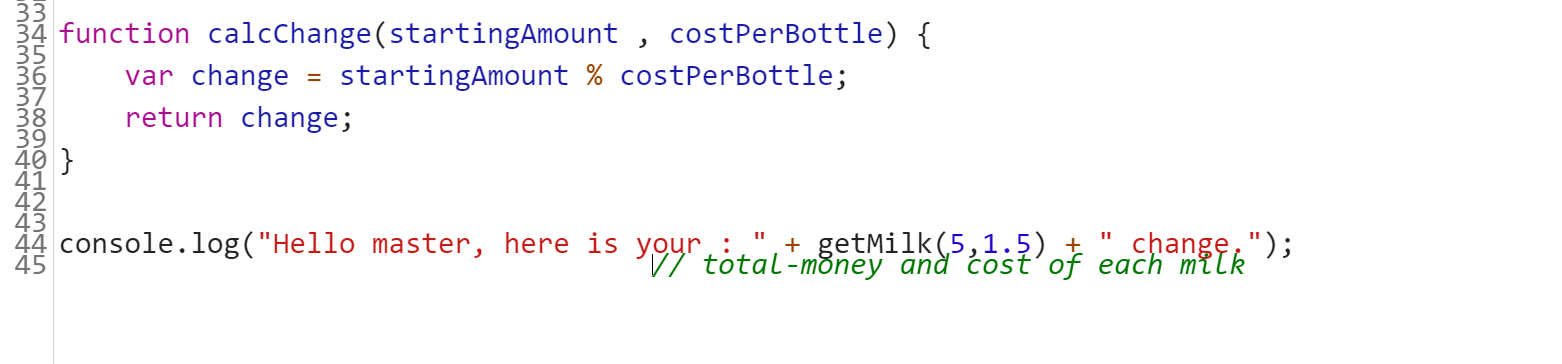 33
34 function calcChange(startingAmount , costPerBottle) {
35
36     var change = startingAmount % costPerBottle;
37
38     return change;
39
40 }
41
42
43
44 console.log("Hello master, here is your : " + getMilk(5,1.5) + " change.");
45 // total-money and cost of each milk